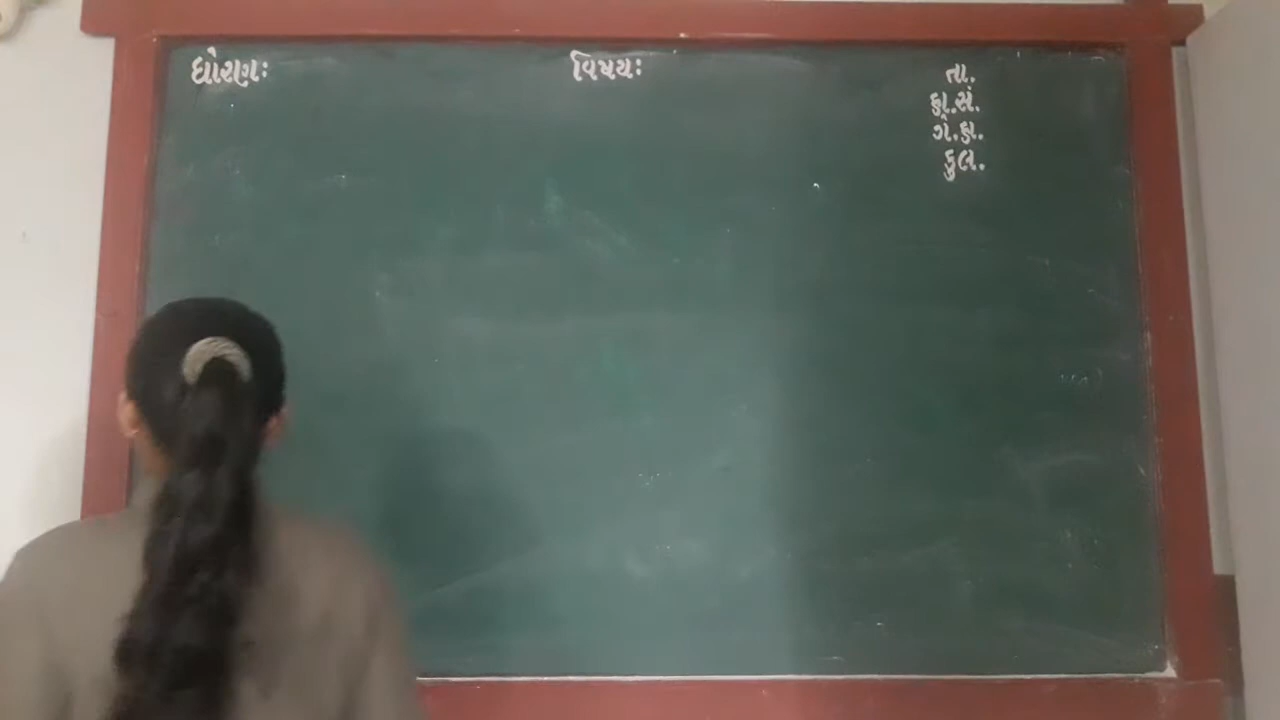 ધોરણઃ
વિષયઃ
તા.
ક્રા.સં.
ગે.હા.
કુલ.